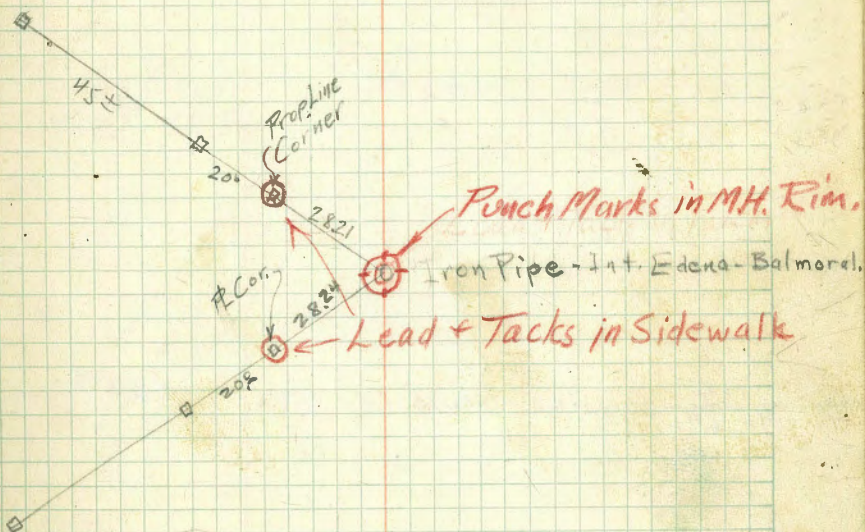 45±
Prop Line
Corner
20.
28.21
Punch Marks in M.H. Rim.
Iron Pipe - Int. Edena - Balmoral.
PL Cor.
28.24
Lead + Tacks in Sidewalk